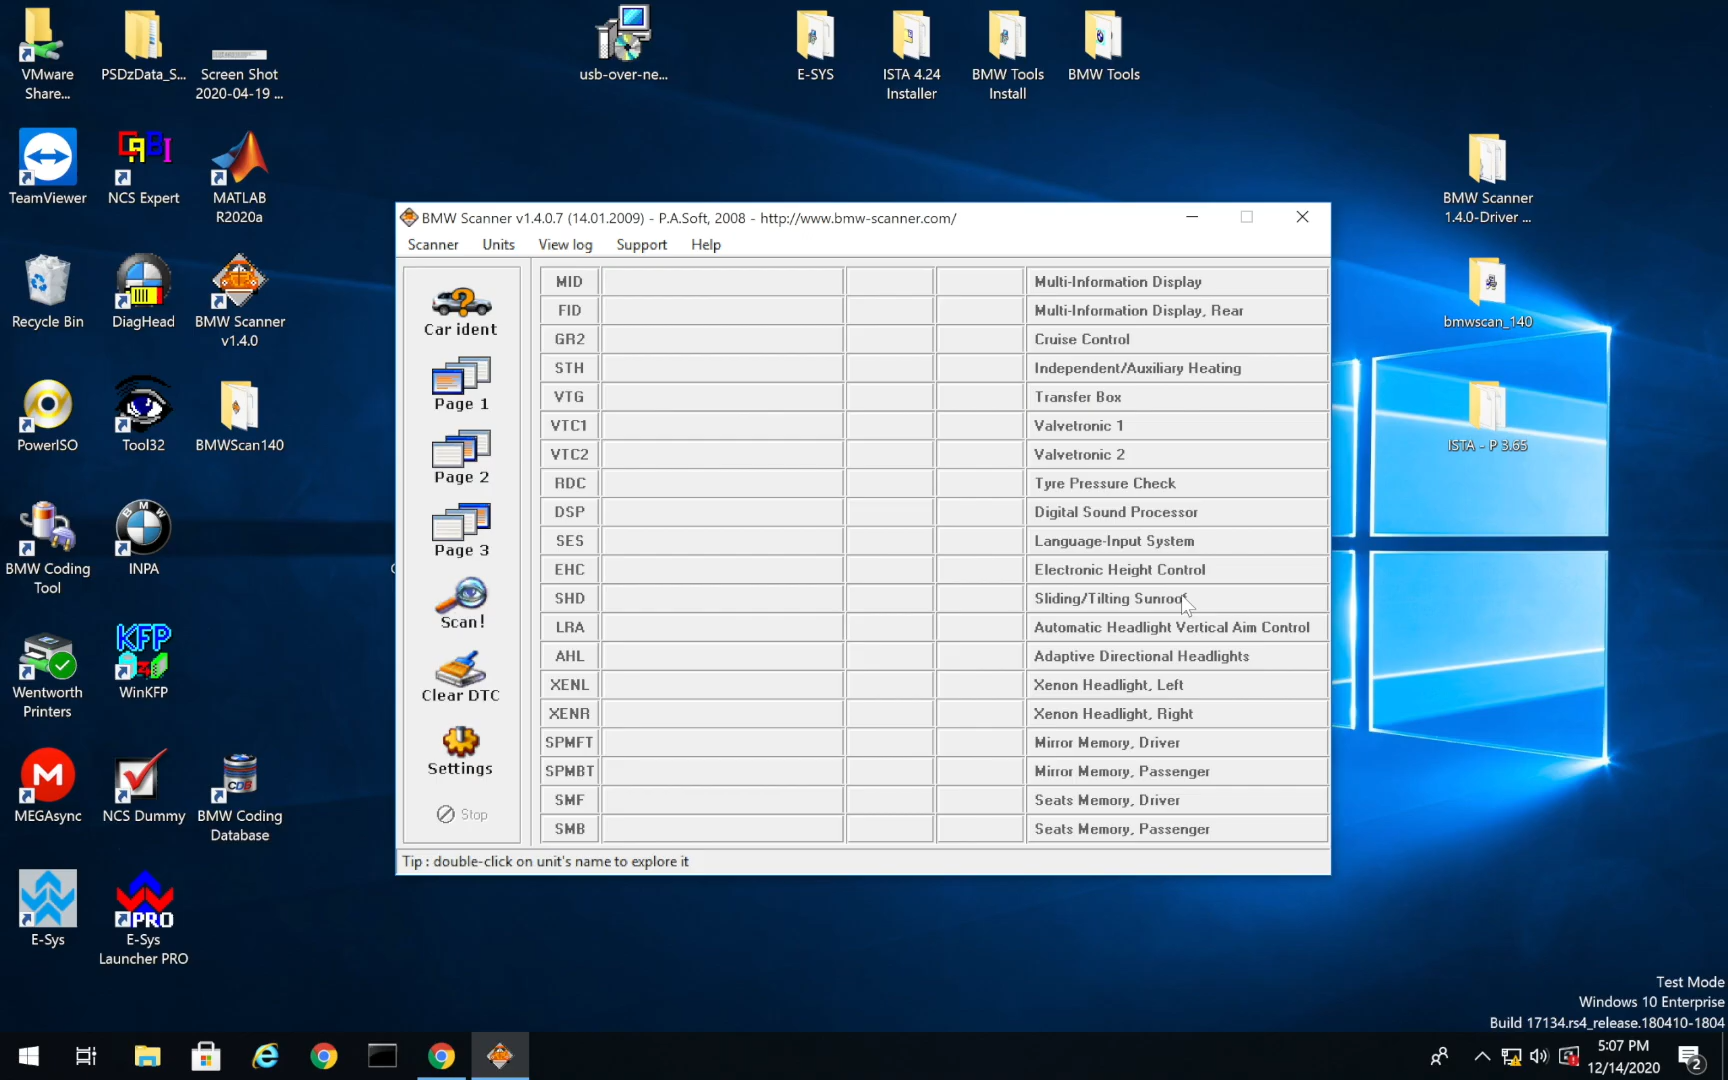 VMware
Share...
PSDzData_S...
Screen Shot
2020-04-19 ...
usb-over-ne...
E-SYS
ISTA 4.24
Installer
BMW Tools
Install
BMW Tools
TeamViewer
NCS Expert
MATLAB
R2020a
BMW Scanner
1.4.0-Driver ...
Recycle Bin
DiagHead
BMW Scanner
v1.4.0
bmwscan_140
PowerISO
Tool32
BMWScan140
ISTA - P 3.65
BMW Coding
Tool
INPA
Wentworth
Printers
KFP
WinKFP
MEGAsync
NCS Dummy
BMW Coding
Database
E-Sys
PRO
E-Sys
Launcher PRO
BMW Scanner v1.4.0.7 (14.01.2009) - P.A.Soft, 2008 - http://www.bmw-scanner.com/
Scanner Units View log Support Help
Car ident
Page 1
Page 2
Page 3
Scan!
Clear DTC
Settings
Stop
MID Multi-Information Display
FID Multi-Information Display, Rear
GR2 Cruise Control
STH Independent/Auxiliary Heating
VTG Transfer Box
VTC1 Valvetronic 1
VTC2 Valvetronic 2
RDC Tyre Pressure Check
DSP Digital Sound Processor
SES Language-Input System
EHC Electronic Height Control
SHD Sliding/Tilting Sunroof
LRA Automatic Headlight Vertical Aim Control
AHL Adaptive Directional Headlights
XENL Xenon Headlight, Left
XENR Xenon Headlight, Right
SPMFT Mirror Memory, Driver
SPMBT Mirror Memory, Passenger
SMF Seats Memory, Driver
SMB Seats Memory, Passenger
Tip : double-click on unit's name to explore it
Test Mode
Windows 10 Enterprise
Build 17134.rs4_release.180410-1804
5:07 PM
12/14/2020
2